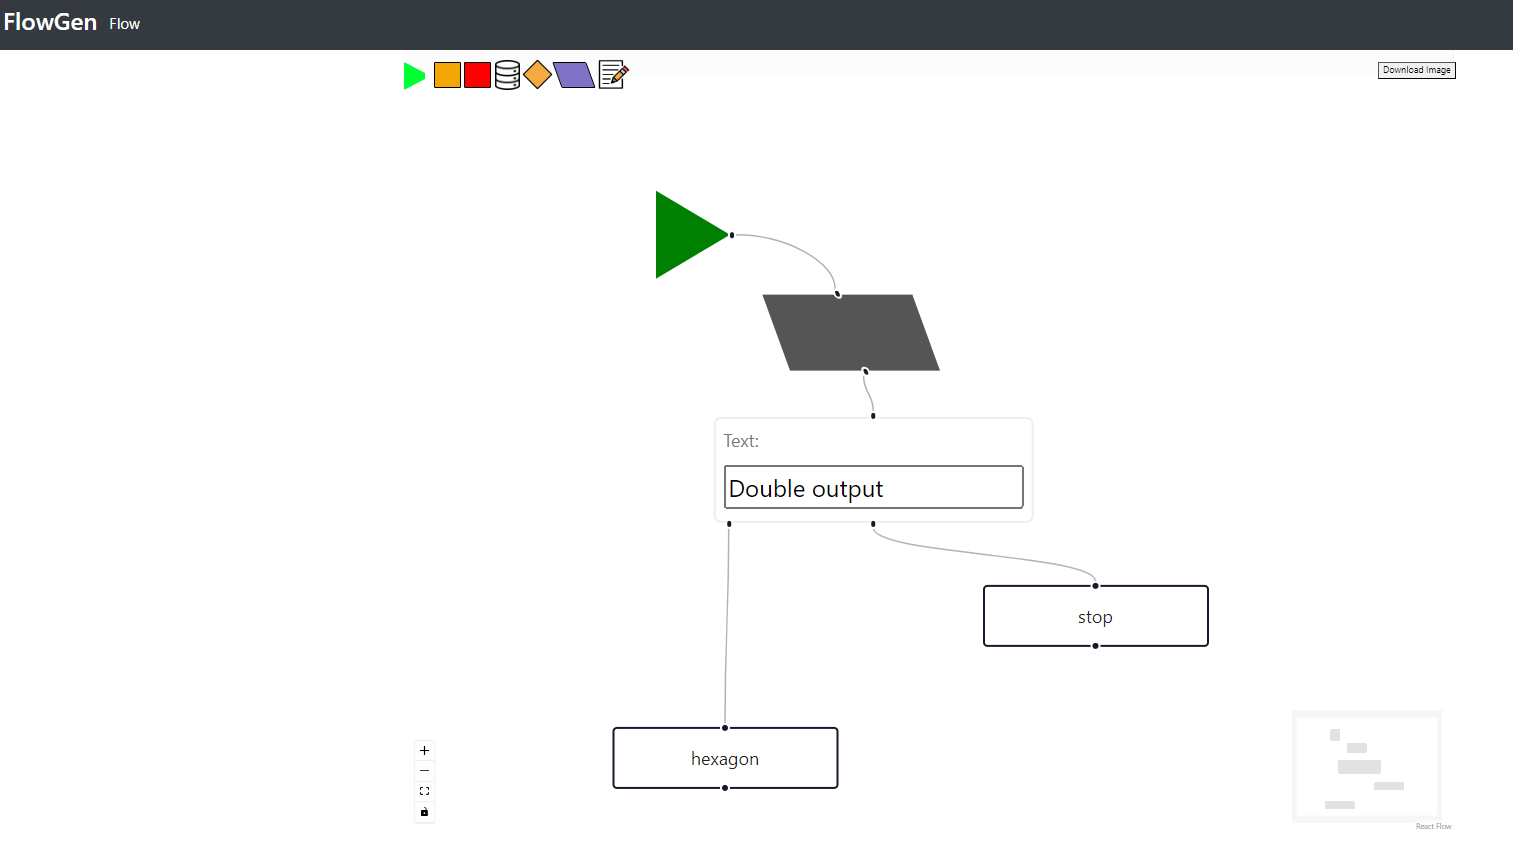 FlowGen Flow
Download Image
Text:
Double output
stop
hexagon
React Flow